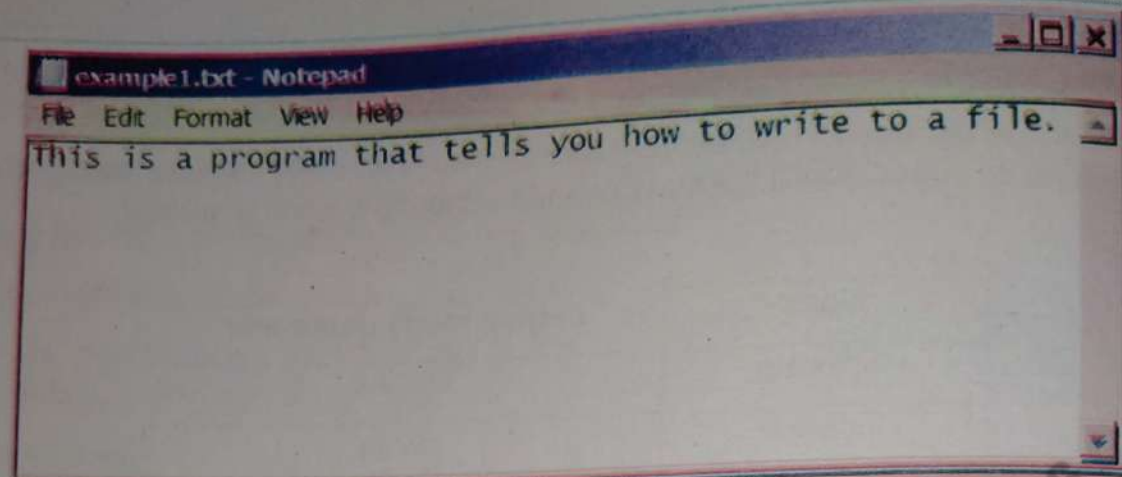 example1.txt - Notepad
File Edit Format View Help
This is a program that tells you how to write to a file.